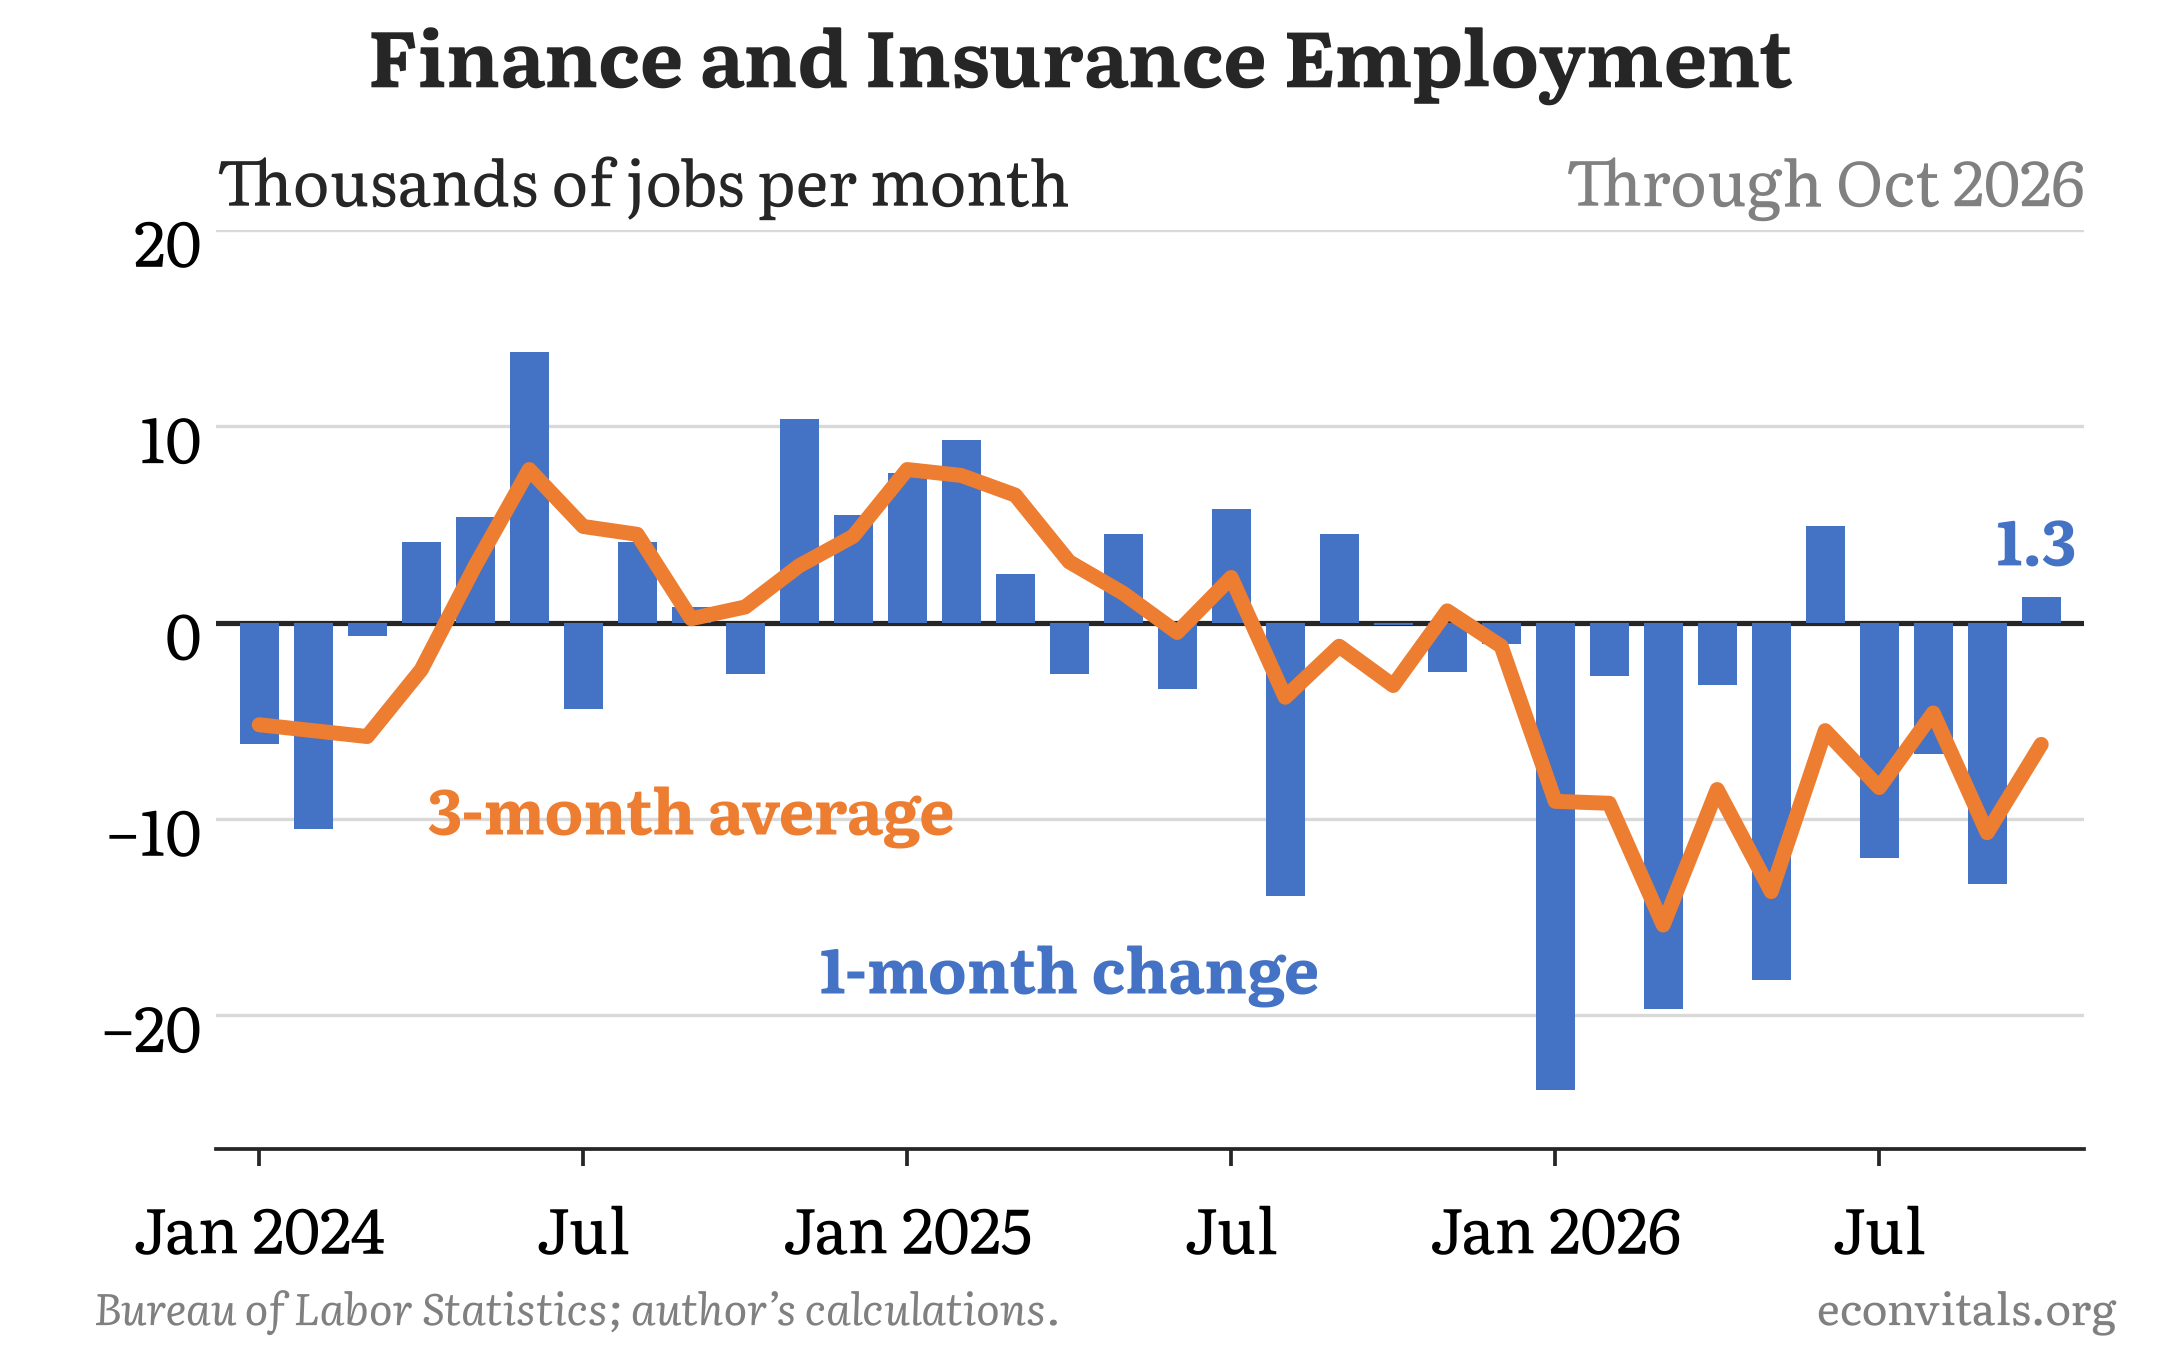 Finance and Insurance Employment
Thousands of jobs per month
Through Oct 2026
20
10
0
−10
−20
1.3
3-month average
1-month change
Jan 2024
Jul
Jan 2025
Jul
Jan 2026
Jul
Bureau of Labor Statistics; author’s calculations.
econvitals.org